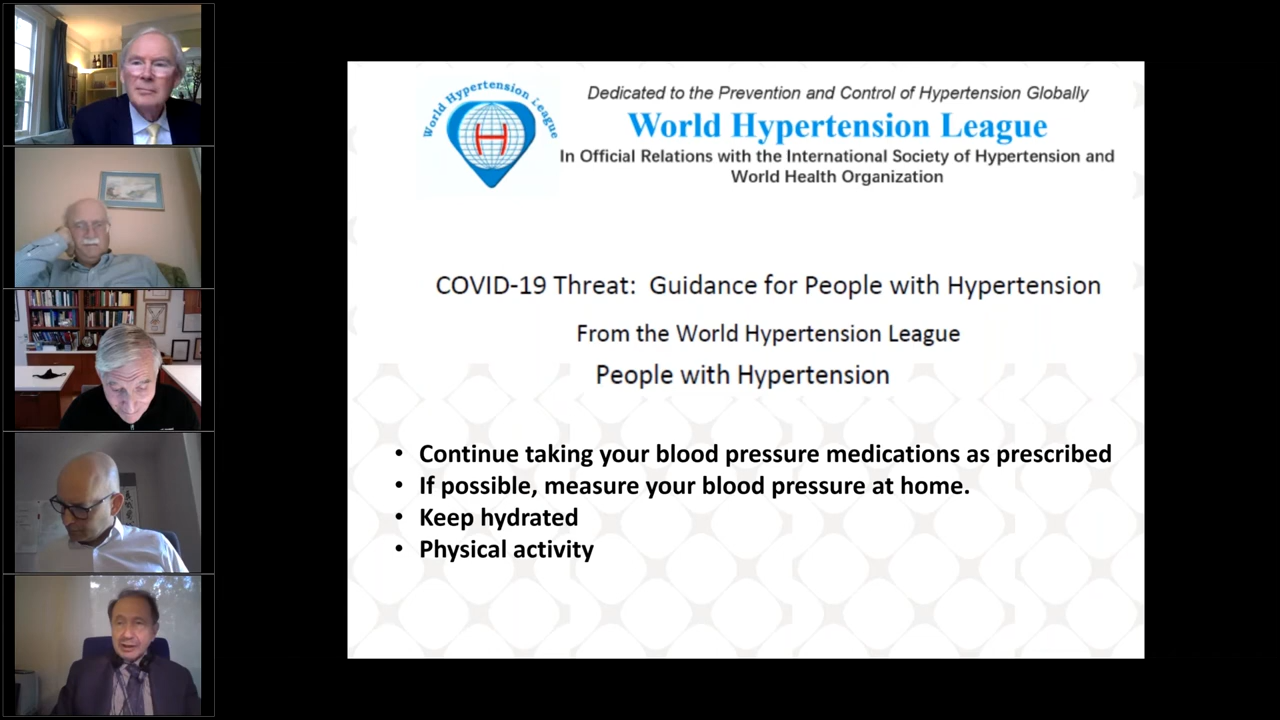 World Hypertension League
H
Dedicated to the Prevention and Control of Hypertension Globally
World Hypertension League
In Official Relations with the International Society of Hypertension and
World Health Organization
COVID-19 Threat: Guidance for People with Hypertension
From the World Hypertension League
People with Hypertension
• Continue taking your blood pressure medications as prescribed
• If possible, measure your blood pressure at home.
• Keep hydrated
• Physical activity